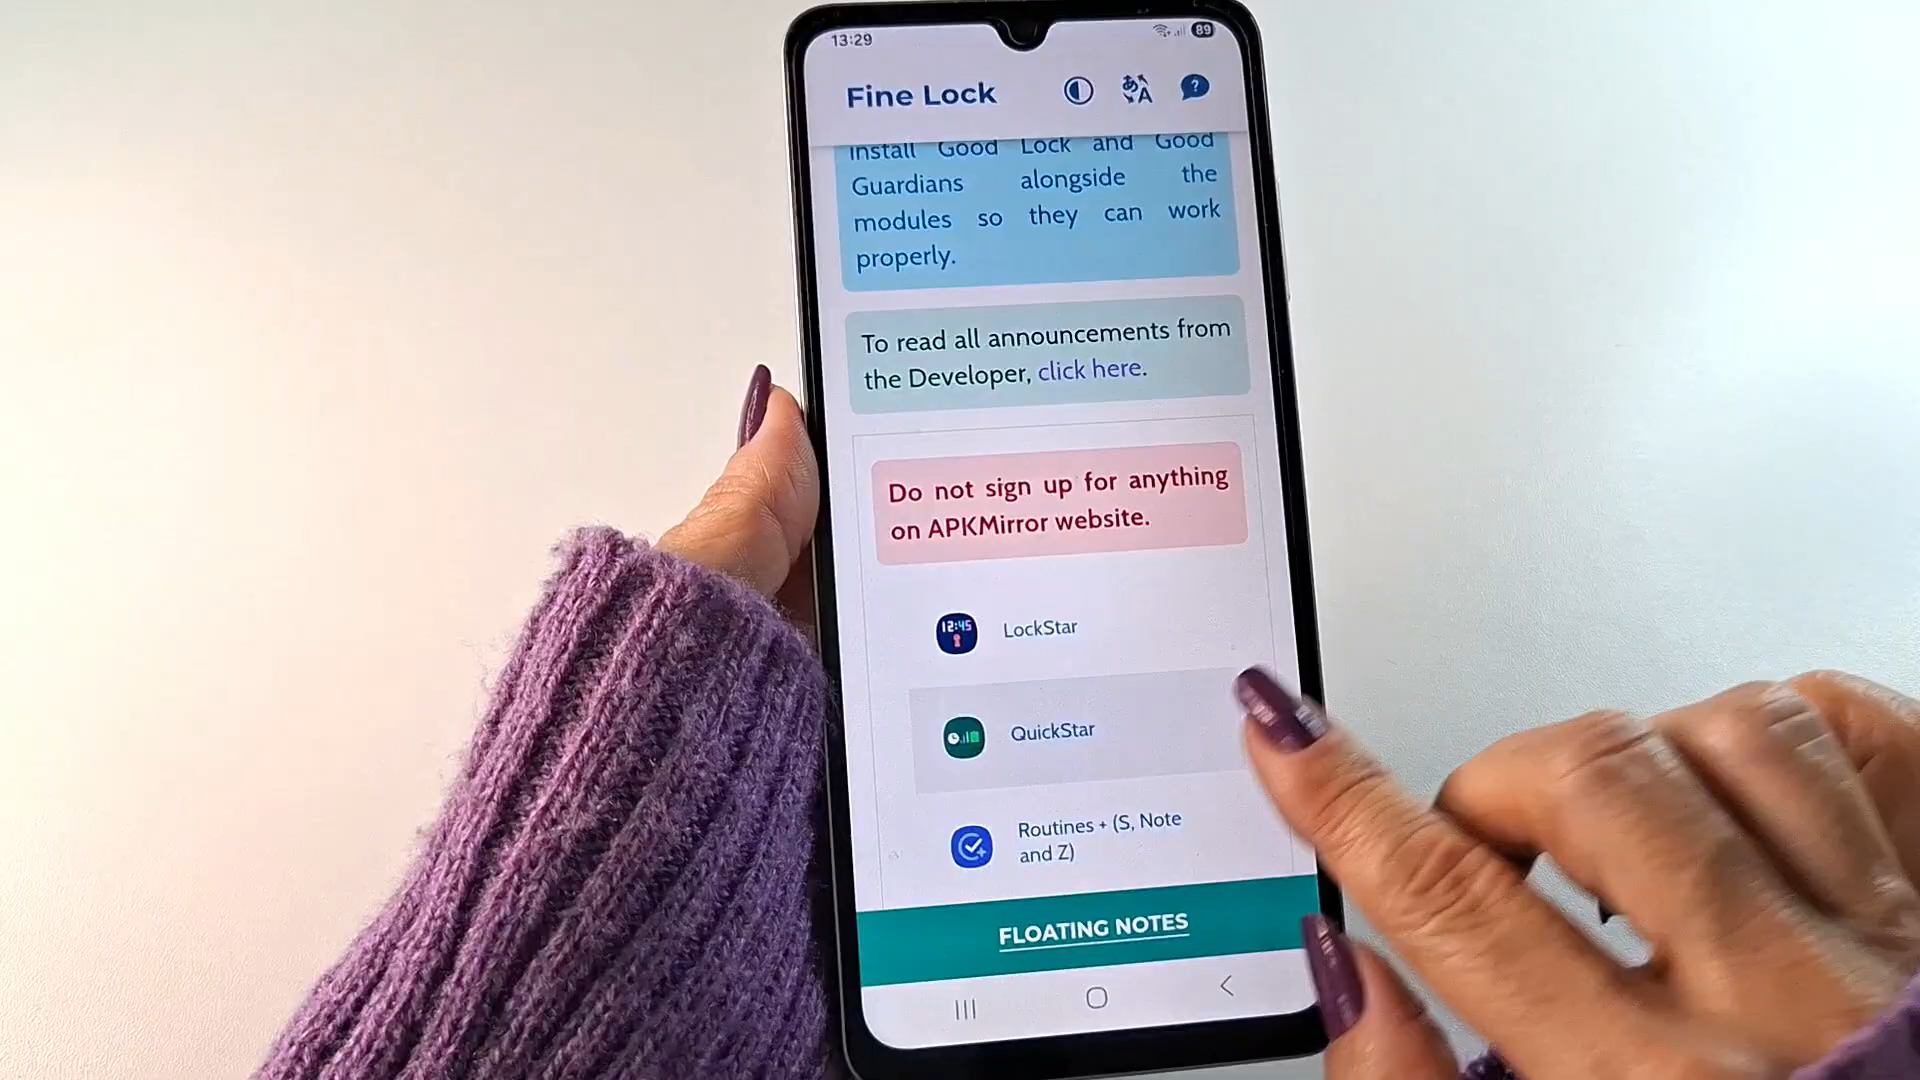 13:29
89
Fine Lock
install Good Lock and Good
Guardians alongside the
modules so they can work
properly.
To read all announcements from
the Developer, click here.
Do not sign up for anything
on APKMirror website.
12:45
LockStar
QuickStar
Routines + (S, Note
and Z)
FLOATING NOTES